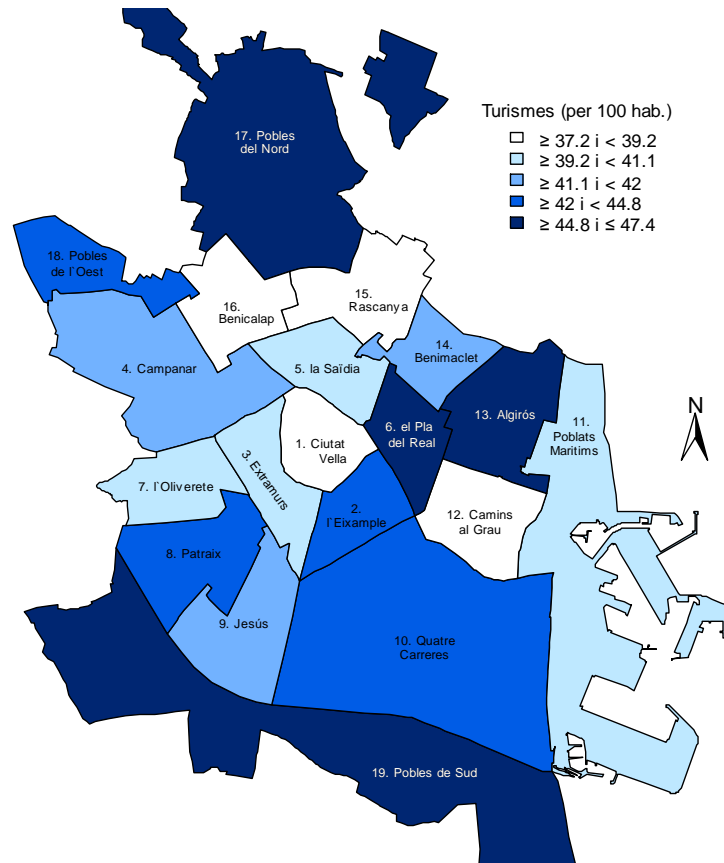 Turismes (per 100 hab.)
≥ 37.2 i < 39.2
≥ 39.2 i < 41.1
≥ 41.1 i < 42
≥ 42 i < 44.8
≥ 44.8 i ≤ 47.4
17. Pobles
del Nord
18. Pobles
de l`Oest
16.
Benicalap
15.
Rascanya
14.
Benimaclet
4. Campanar
5. la Saïdia
13. Algirós
11.
Poblats
Maritims
N
6. el Pla
del Real
1. Ciutat
Vella
3. Extramurs
7. l`Oliverete
2.
l`Eixample
12. Camins
al Grau
8. Patraix
9. Jesús
10. Quatre
Carreres
19. Pobles de Sud